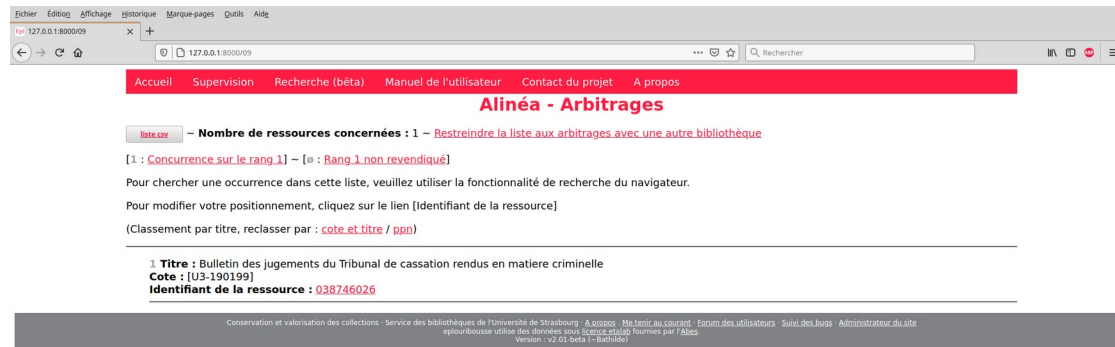 Fichier Édition Affichage Historique Marque-pages Outils Aide
Epl 127.0.0.1:8000/09 × +
127.0.0.1:8000/09 ··· Rechercher ABP
Accueil Supervision Recherche (bêta) Manuel de l'utilisateur Contact du projet A propos
Alinéa - Arbitrages
liste csv ~ Nombre de ressources concernées : 1 ~ Restreindre la liste aux arbitrages avec une autre bibliothèque
[1 : Concurrence sur le rang 1] ~ [ø : Rang 1 non revendiqué]
Pour chercher une occurrence dans cette liste, veuillez utiliser la fonctionnalité de recherche du navigateur.
Pour modifier votre positionnement, cliquez sur le lien [Identifiant de la ressource]
(Classement par titre, reclasser par : cote et titre / ppn)
1 Titre : Bulletin des jugements du Tribunal de cassation rendus en matiere criminelle
Cote : [U3-190199]
Identifiant de la ressource : 038746026
Conservation et valorisation des collections · Service des bibliothèques de l'Université de Strasbourg · A propos · Me tenir au courant · Forum des utilisateurs · Suivi des bugs · Administrateur du site
eplouribousse utilise des données sous licence etalab fournies par l'Abes.
Version : v2.01-beta (~Bathilde)